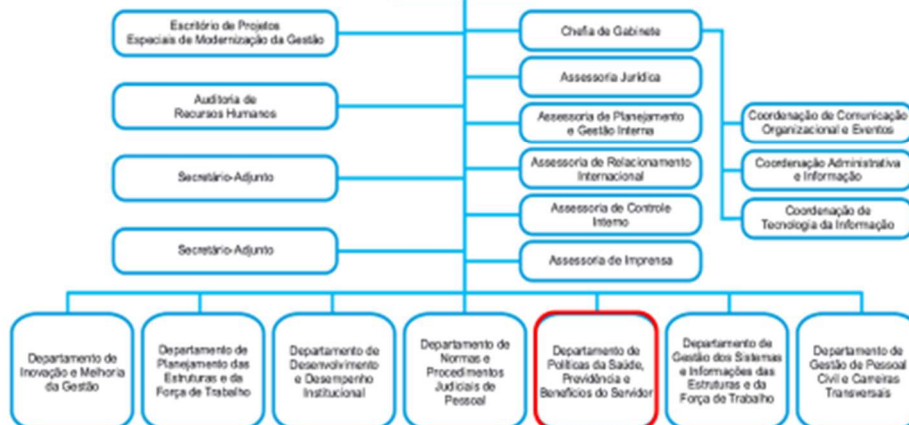 Escritório de Projetos
Especiais de Modernização da Gestão
Auditoria de
Recursos Humanos
Secretário-Adjunto
Secretário-Adjunto
Chefia de Gabinete
Assessoria Jurídica
Assessoria de Planejamento
e Gestão Interna
Assessoria de Relacionamento
Internacional
Assessoria de Controle
Interno
Assessoria de Imprensa
Coordenação de Comunicação
Organizacional e Eventos
Coordenação Administrativa
e Informação
Coordenação de
Tecnologia da Informação
Departamento de
Inovação e Melhoria
da Gestão
Departamento de
Planejamento das
Estruturas e da
Força de Trabalho
Departamento de
Desenvolvimento
e Desempenho
Institucional
Departamento de
Normas e
Procedimentos
Judiciais de
Pessoal
Departamento de
Políticas da Saúde,
Previdência e
Benefícios do Servidor
Departamento de
Gestão dos Sistemas
e Informações das
Estruturas e da
Força de Trabalho
Departamento de
Gestão de Pessoal
Civil e Carreiras
Transversais